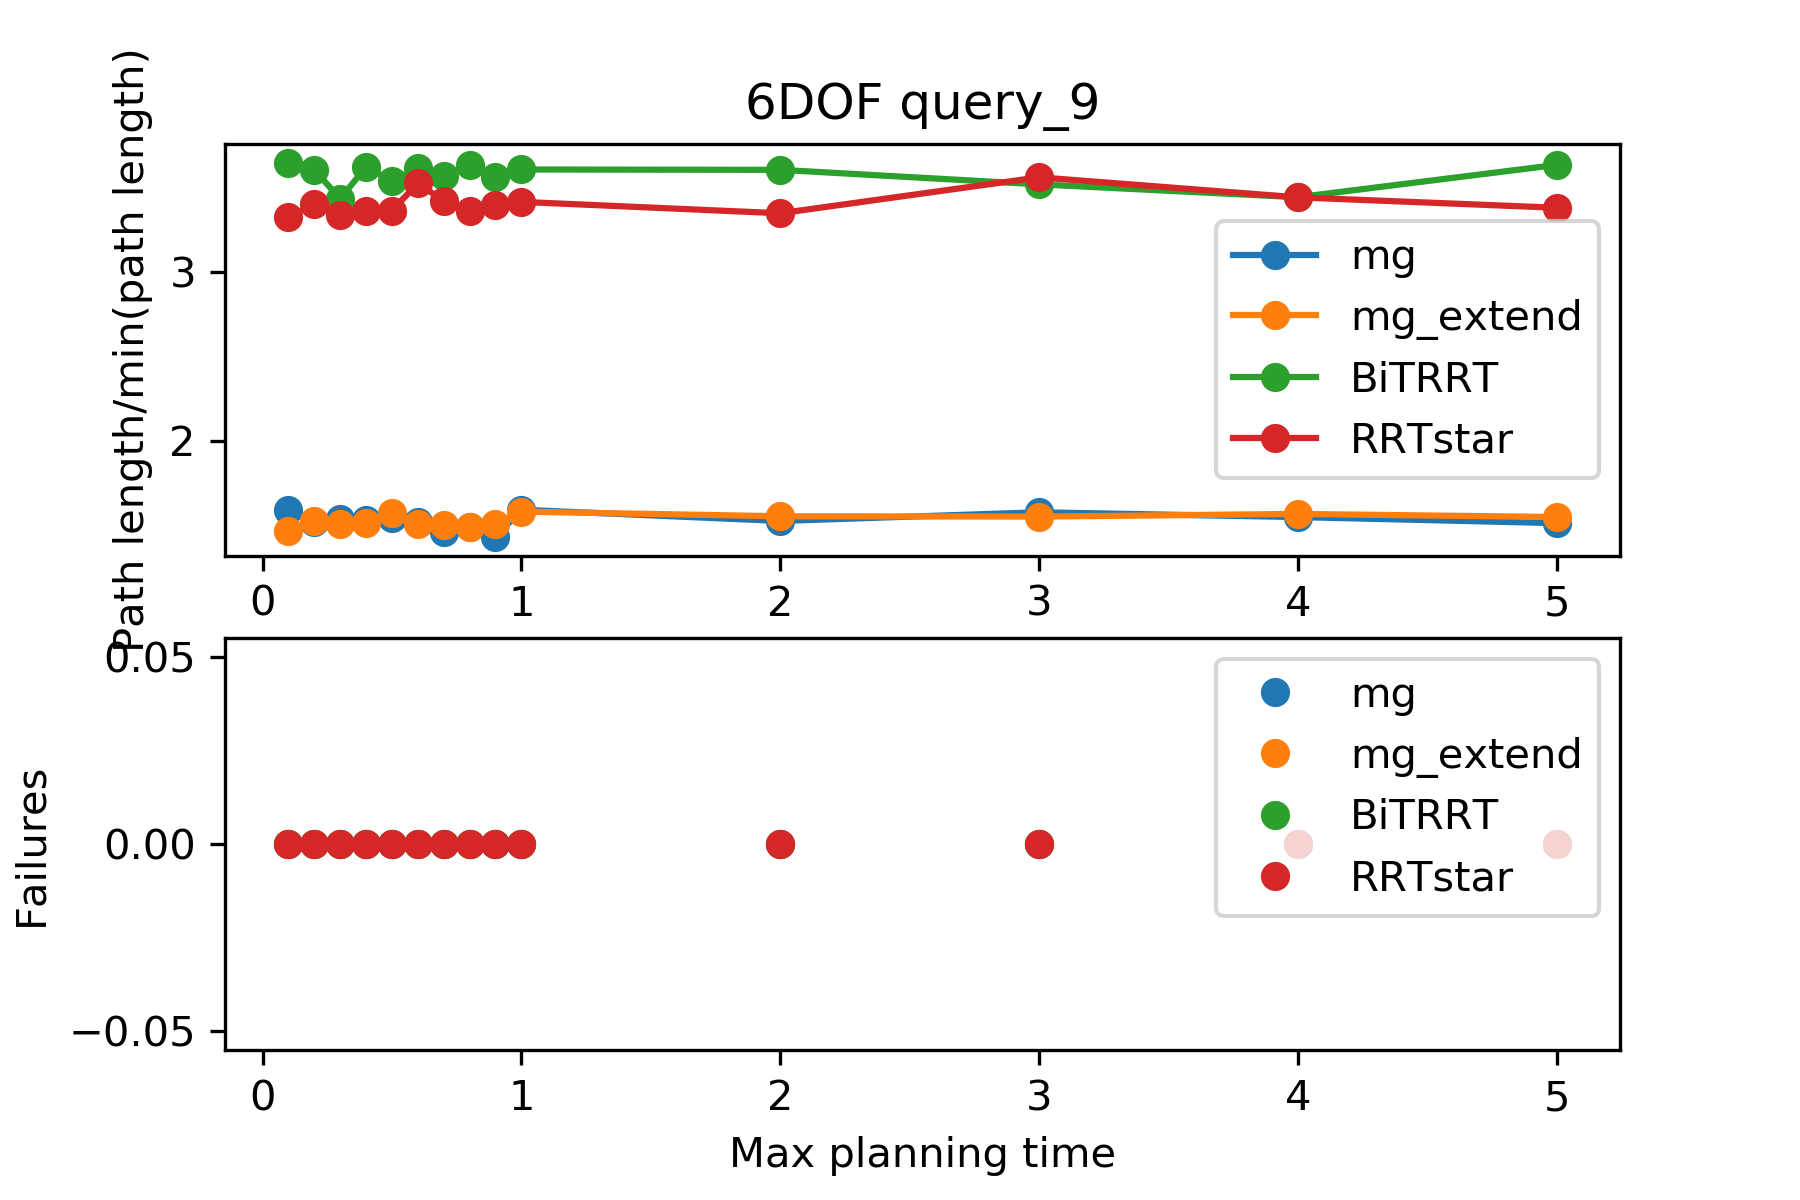 6DOF query_9
Path length/min(path length)
3
2
mg
mg_extend
BiTRRT
RRTstar
0 1 2 3 4 5
Failures
0.05
0.00
−0.05
mg
mg_extend
BiTRRT
RRTstar
0 1 2 3 4 5
Max planning time